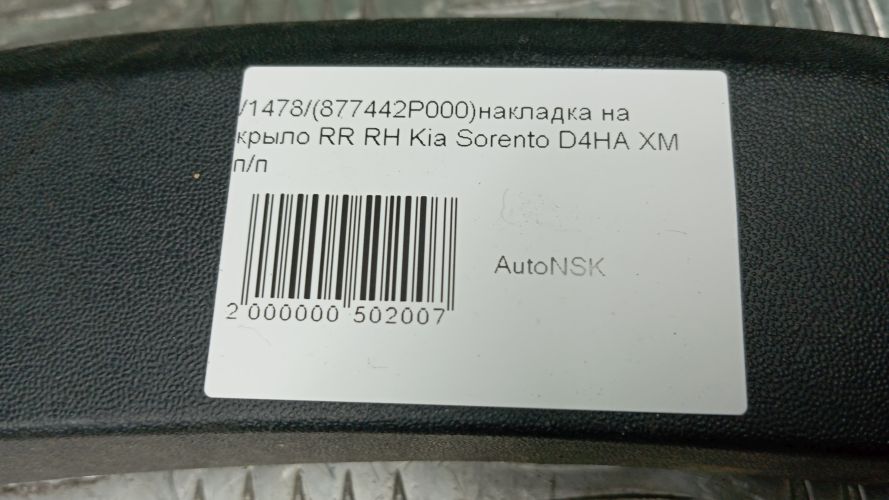 /1478/(877442P000)накладка на
крыло RR RH Kia Sorento D4HA XM
п/п
AutoNSK
2 000000 502007